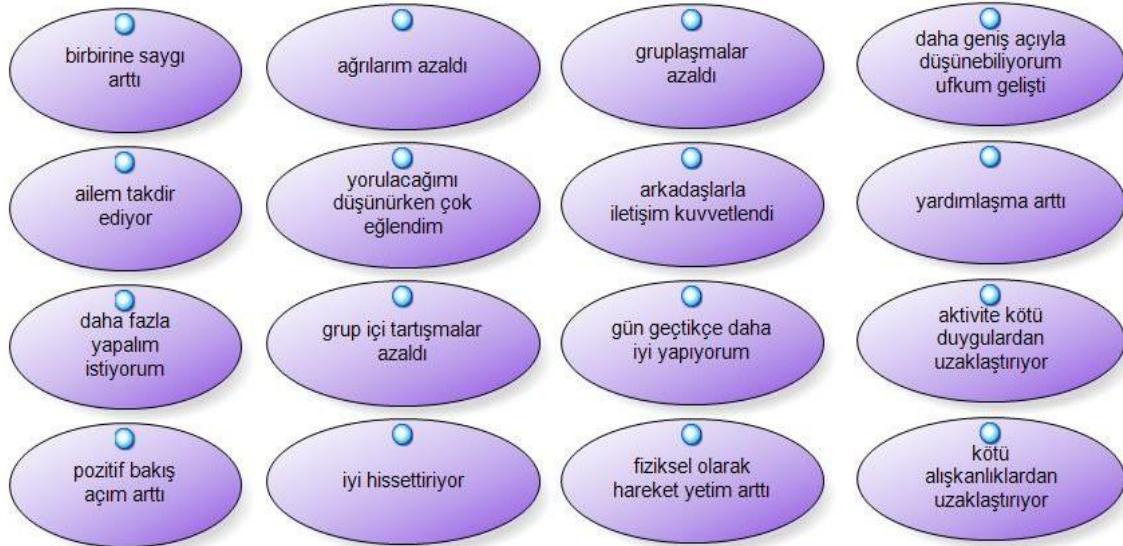 birbirine saygı
arttı
ağrılarım azaldı
gruplaşmalar
azaldı
daha geniş açıyla
düşünebiliyorum
ufkum gelişti
ailem takdir
ediyor
yorulacağımı
düşünürken çok
eğlendim
arkadaşlarla
iletişim kuvvetlendi
yardımlaşma arttı
daha fazla
yapalım
istiyorum
grup içi tartışmalar
azaldı
gün geçtikçe daha
iyi yapıyorum
aktivite kötü
duygulardan
uzaklaştırıyor
pozitif bakış
açım arttı
iyi hissettiriyor
fiziksel olarak
hareket yetim arttı
kötü
alışkanlıklardan
uzaklaştırıyor